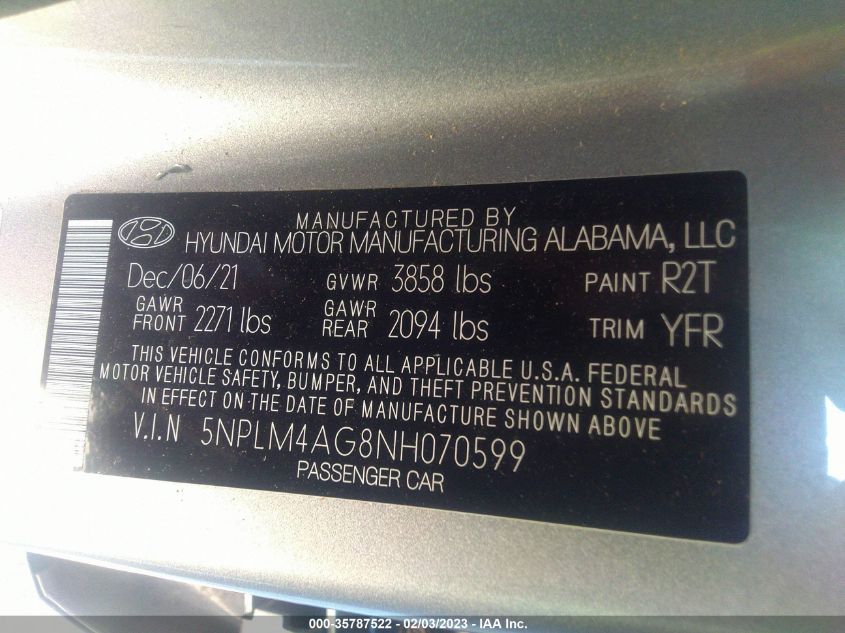 MANUFACTURED BY
HYUNDAI MOTOR MANUFACTURING ALABAMA, LLC
Dec/06/21 GVWR 3858 lbs PAINT R2T
GAWR FRONT 2271 lbs GAWR REAR 2094 lbs TRIM YFR
THIS VEHICLE CONFORMS TO ALL APPLICABLE U.S.A. FEDERAL
MOTOR VEHICLE SAFETY, BUMPER, AND THEFT PREVENTION STANDARDS
IN EFFECT ON THE DATE OF MANUFACTURE SHOWN ABOVE
V.I.N 5NPLM4AG8NH070599
PASSENGER CAR
000-35787522 - 02/03/2023 - IAA Inc.